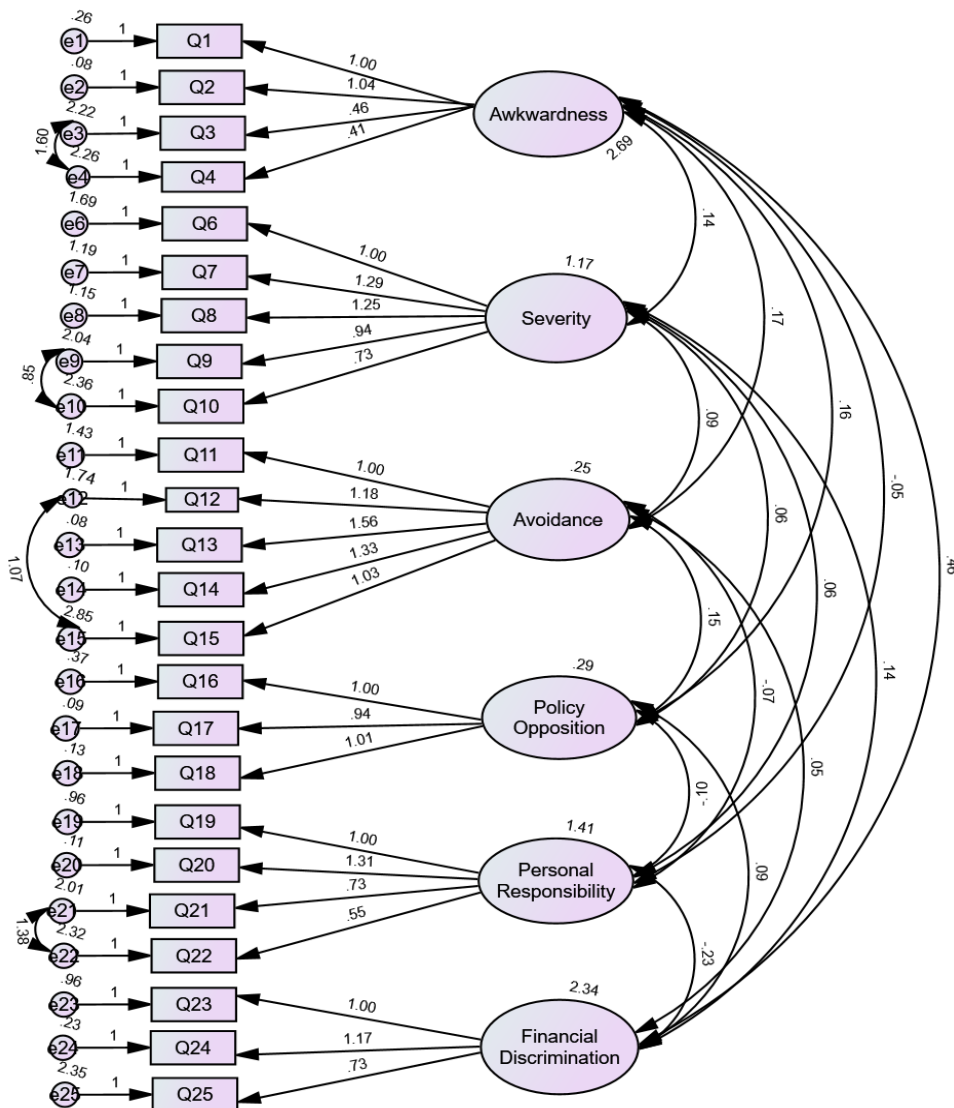 .26
e1 1 Q1
.08
e2 1 Q2
2.22
e3 1 Q3
2.26
e4 1 Q4
1.60
1.69
e6 1 Q6
1.19
e7 1 Q7
1.15
e8 1 Q8
2.04
e9 1 Q9
2.36
e10 1 Q10
.85
1.43
e11 1 Q11
1.74
e12 1 Q12
.08
e13 1 Q13
.10
e14 1 Q14
2.85
e15 1 Q15
1.07
.37
e16 1 Q16
.09
e17 1 Q17
.13
e18 1 Q18
.96
e19 1 Q19
.11
e20 1 Q20
2.01
e21 1 Q21
2.32
e22 1 Q22
1.38
.96
e23 1 Q23
.23
e24 1 Q24
2.35
e25 1 Q25
1.00
1.04
.46
.41
Awkwardness
2.69
1.00
1.29
1.25
.94
.73
Severity
1.17
1.00
1.18
1.56
1.33
1.03
Avoidance
.25
1.00
.94
1.01
Policy
Opposition
.29
1.00
1.31
.73
.55
Personal
Responsibility
1.41
1.00
1.17
.73
Financial
Discrimination
2.34
.14
.17
.16
-.05
.46
.09
.06
.06
.14
.15
-.07
.05
-.10
.09
-.23